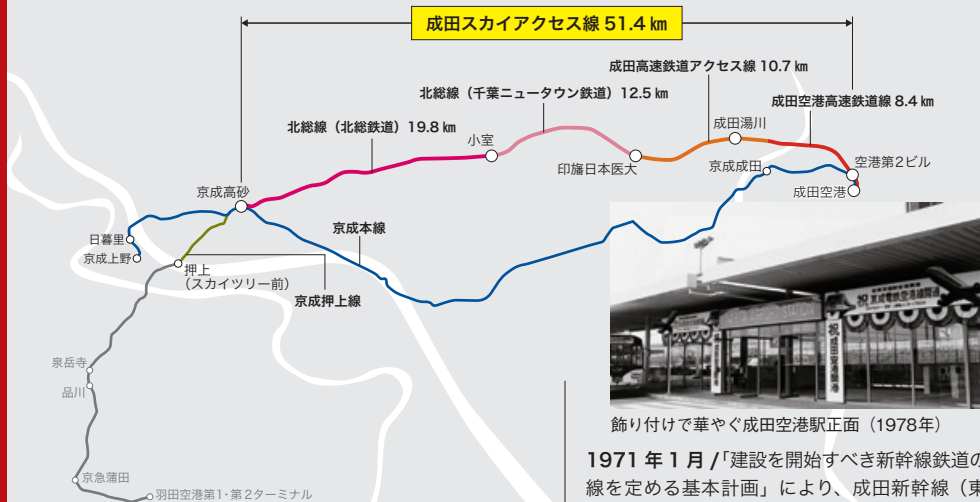 成田スカイアクセス線 51.4 ㎞
成田高速鉄道アクセス線 10.7㎞
北総線（千葉ニュータウン鉄道）12.5 ㎞
成田空港高速鉄道線 8.4 ㎞
北総線（北総鉄道）19.8 ㎞
成田湯川
小室
印旛日本医大
京成成田
空港第2ビル
成田空港
京成高砂
京成本線
日暮里
京成上野
押上
（スカイツリー前）
京成押上線
泉岳寺
品川
京急蒲田
羽田空港第1・第2ターミナル
祝 成田空港開港
飾り付けで華やぐ成田空港駅正面（1978年）
1971 年 1 月 /「建設を開始すべき新幹線鉄道の
線を定める基本計画」により、成田新幹線（東